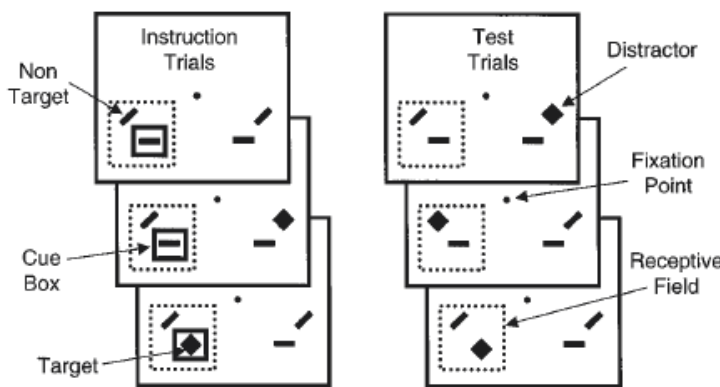 Instruction
Trials
Non
Target
Cue
Box
Target
Test
Trials
Distractor
Fixation
Point
Receptive
Field